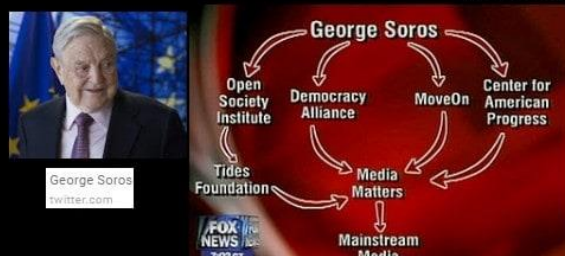 George Soros
twitter.com
George Soros
Open
Society
Institute
Democracy
Alliance
MoveOn
Center for
American
Progress
Tides
Foundation
Media
Matters
Mainstream
Media
FOX
NEWS